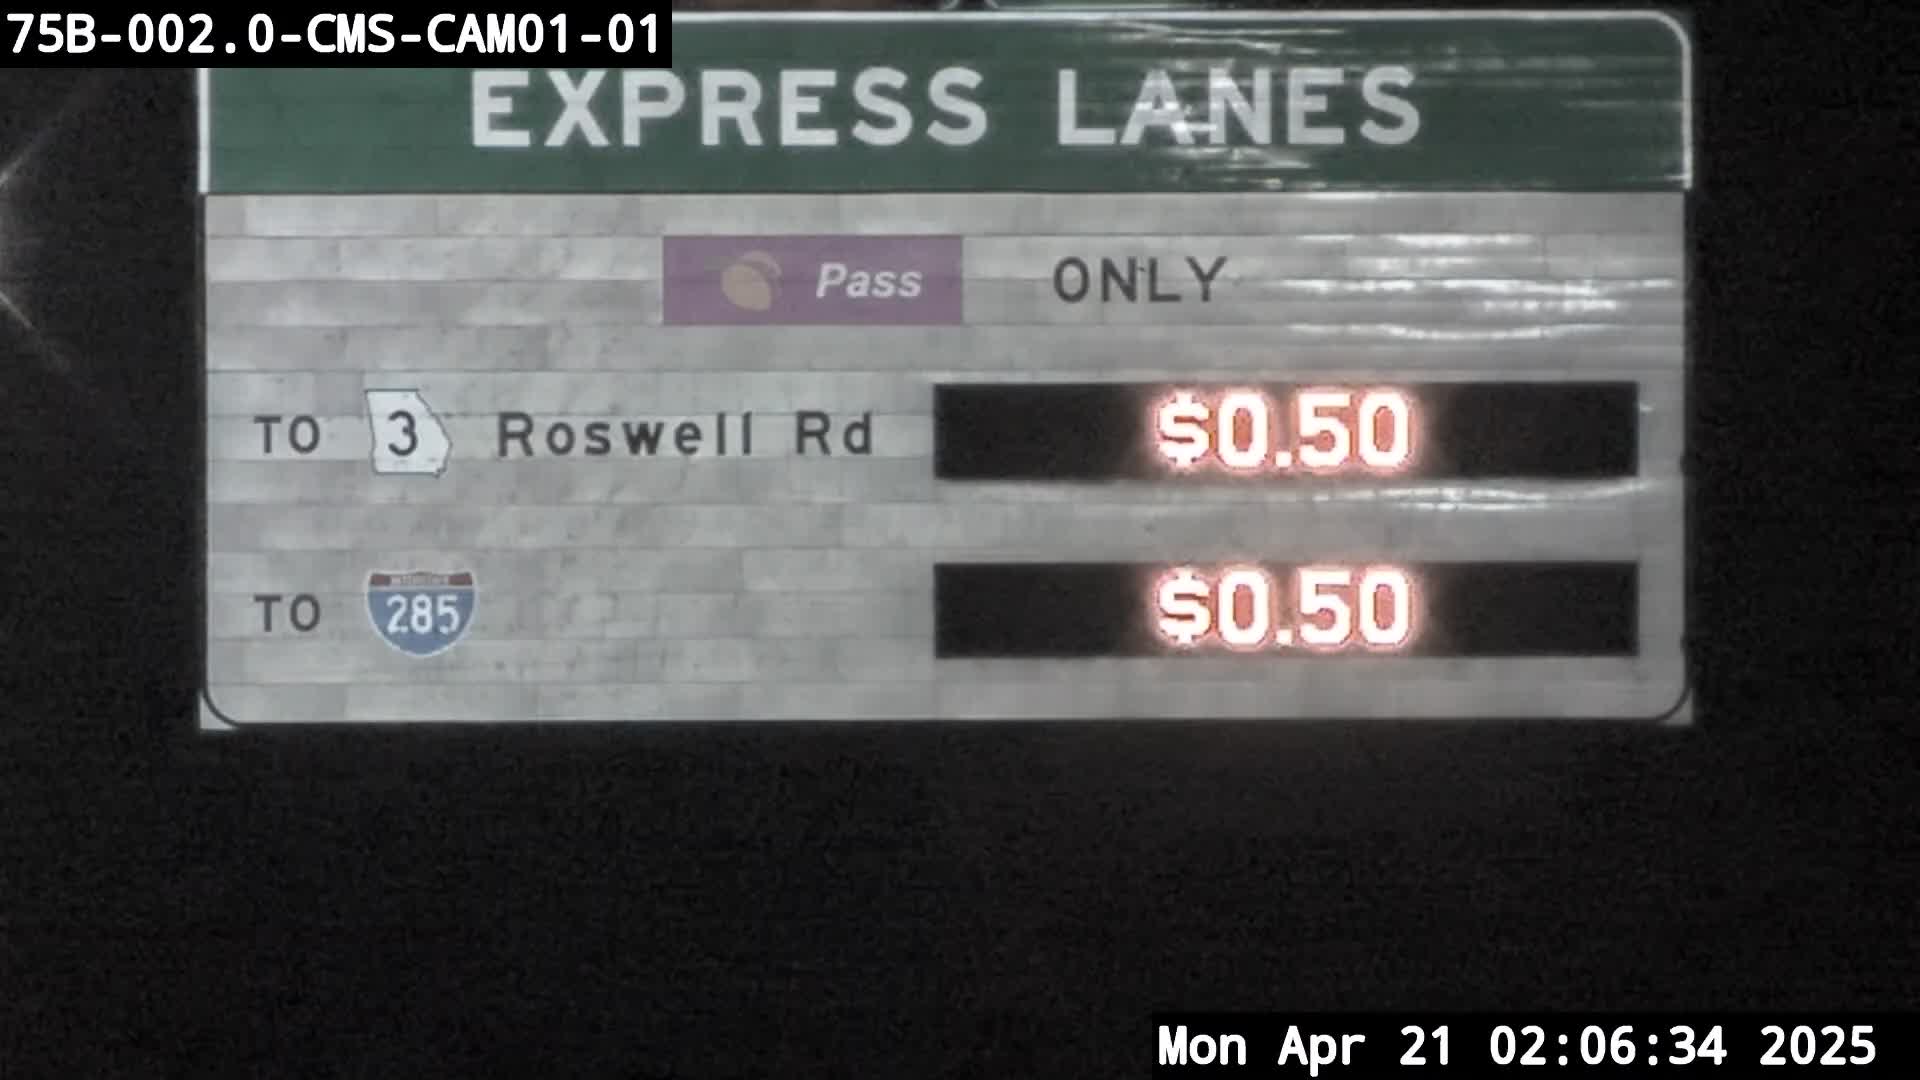 75B-002.0-CMS-CAM01-01
EXPRESS LANES
Pass ONLY
TO 3 Roswell Rd $0.50
TO 285 $0.50
Mon Apr 21 02:06:34 2025